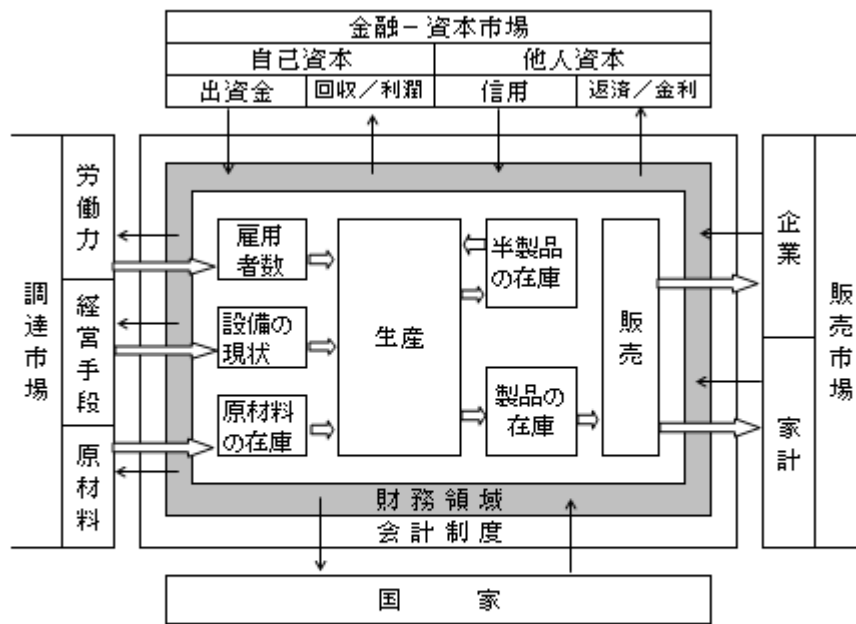 金融－資本市場
自己資本
他人資本
出資金
回収／利潤
信用
返済／金利
調達市場
労働力
経営手段
原材料
雇用
者数
設備の
現状
原材料
の在庫
生産
半製品
の在庫
製品の
在庫
販売
企業
家計
販売市場
財務領域
会計制度
国家